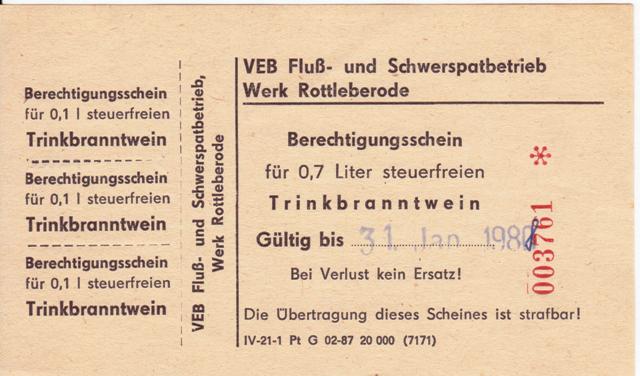 Berechtigungsschein
für 0,1 l steuerfreien
Trinkbranntwein
Berechtigungsschein
für 0,1 l steuerfreien
Trinkbranntwein
Berechtigungsschein
für 0,1 l steuerfreien
Trinkbranntwein
VEB Fluß- und Schwerspatbetrieb,
Werk Rottleberode
VEB Fluß- und Schwerspatbetrieb
Werk Rottleberode
Berechtigungsschein
für 0,7 Liter steuerfreien
Trinkbranntwein
Gültig bis 31. Jan. 1988
Bei Verlust kein Ersatz!
Die Übertragung dieses Scheines ist strafbar!
IV-21-1 Pt G 02-87 20 000 (7171)
003761 *